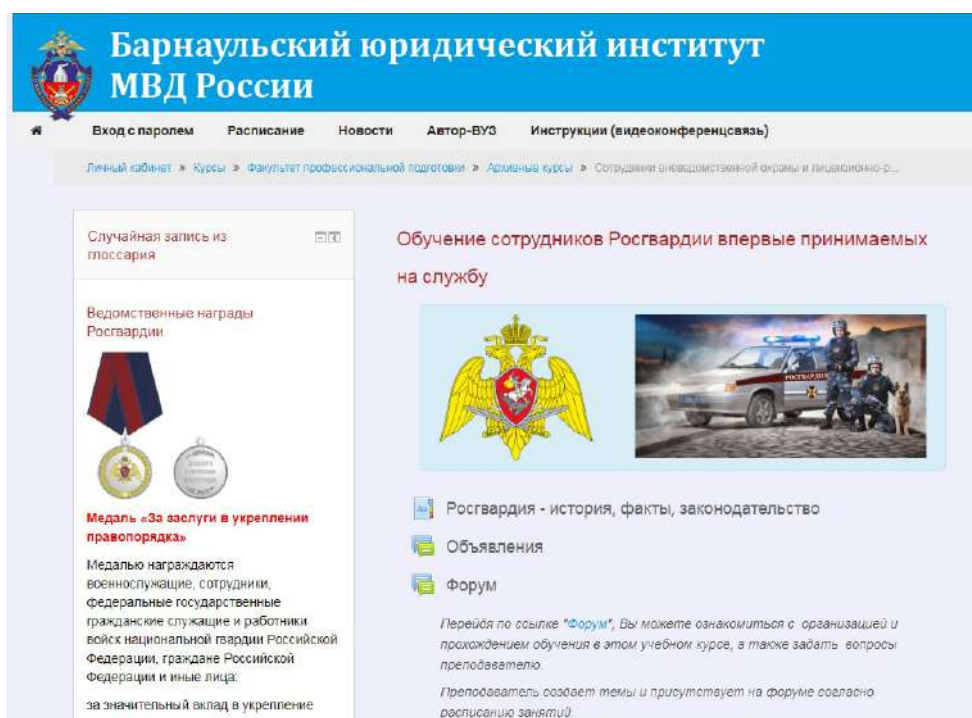 Барнаульский юридический институт
МВД России
Вход с паролем Расписание Новости Автор-ВУЗ Инструкции (видеоконференцсвязь)
Личный кабинет » Курсы » Факультет профессиональной подготовки » Архивные курсы » Сотрудники вневедомственной охраны и лицензионно-р...
Случайная запись из
глоссария
Ведомственные награды
Росгвардии
Медаль «За заслуги в укреплении
правопорядка»
Медалью награждаются
военнослужащие, сотрудники,
федеральные государственные
гражданские служащие и работники
войск национальной гвардии Российской
Федерации, граждане Российской
Федерации и иные лица:
за значительный вклад в укрепление
Обучение сотрудников Росгвардии впервые принимаемых
на службу
РОСГВАРДИЯ
Росгвардия - история, факты, законодательство
Объявления
Форум
Перейдя по ссылке "Форум", Вы можете ознакомиться с организацией и
прохождением обучения в этом учебном курсе, а также задать вопросы
преподавателю.
Преподаватель создает темы и присутствует на форуме согласно
расписанию занятий.